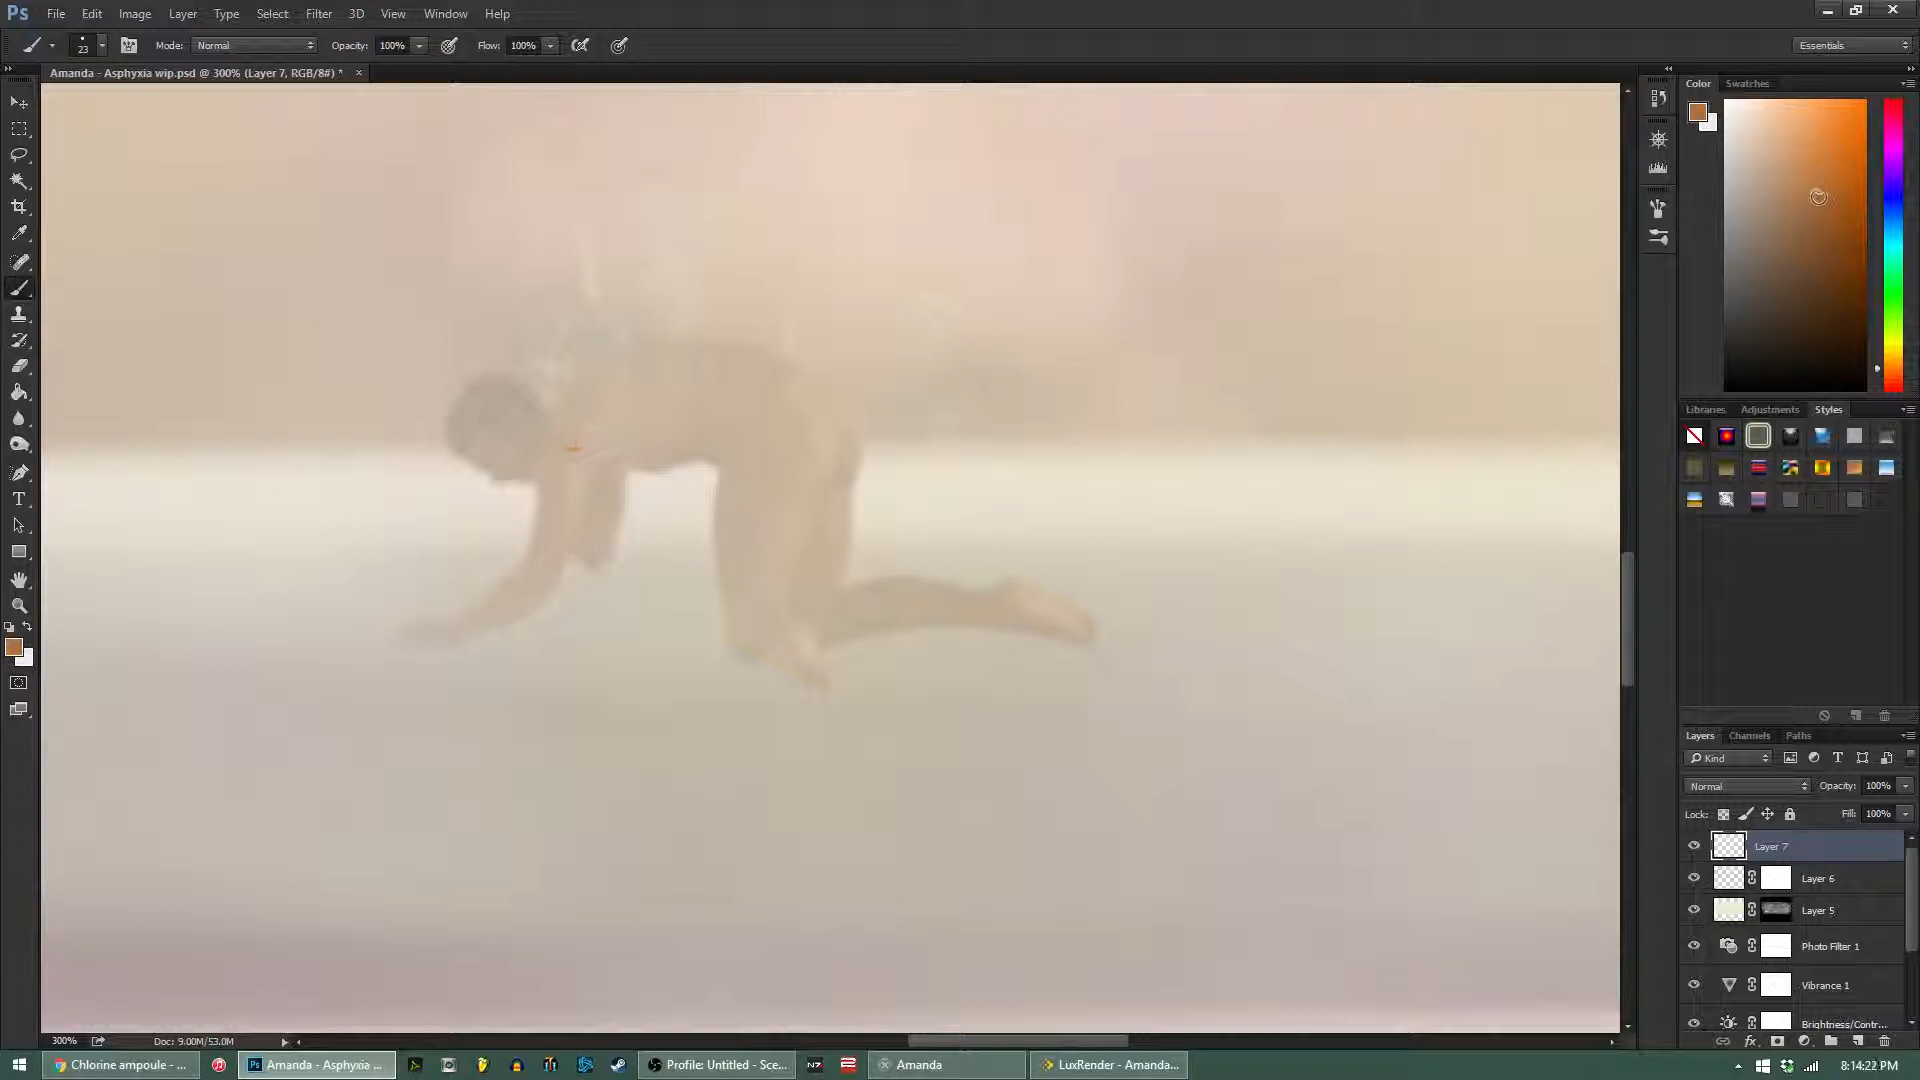 Ps File Edit Image Layer Type Select Filter 3D View Window Help
23 Mode: Normal Opacity: 100% Flow: 100% Essentials
Amanda - Asphyxia wip.psd @ 300% (Layer 7, RGB/8#) * ×
Color Swatches
Libraries Adjustments Styles
Layers Channels Paths
Kind
Normal Opacity: 100%
Lock: Fill: 100%
Layer 7
Layer 6
Layer 5
Photo Filter 1
Vibrance 1
Brightness/Contr...
300% Doc: 9.00M/53.0M
Chlorine ampoule - ... Ps Amanda - Asphyxia ... Profile: Untitled - Sce... N7 Amanda LuxRender - Amanda... 8:14:22 PM